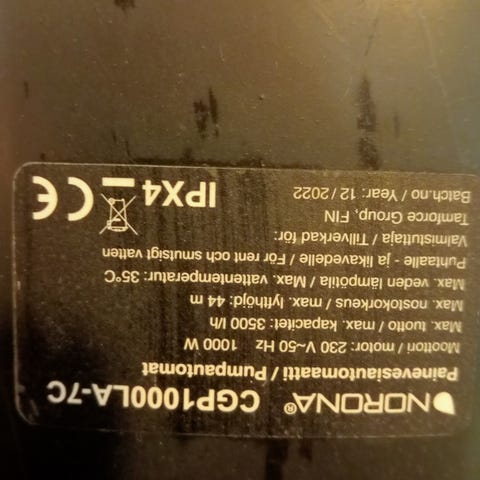 NORONA® CGP1000LA-7C
Painevesiautomaatti / Pumpautomat
Moottori / motor: 230 V~50 Hz 1000 W
Max. tuotto / max. kapacitet: 3500 l/h
Max. nostokorkeus / max. lyfthöjd: 44 m
Max. veden lämpötila / Max. vattentemperatur: 35°C
Puhtaalle - ja likavedelle / För rent och smutsigt vatten
Valmistuttaja / Tillverkad för:
Tamforce Group, FIN
Batch.no / Year: 12 / 2022
IPX4 CE